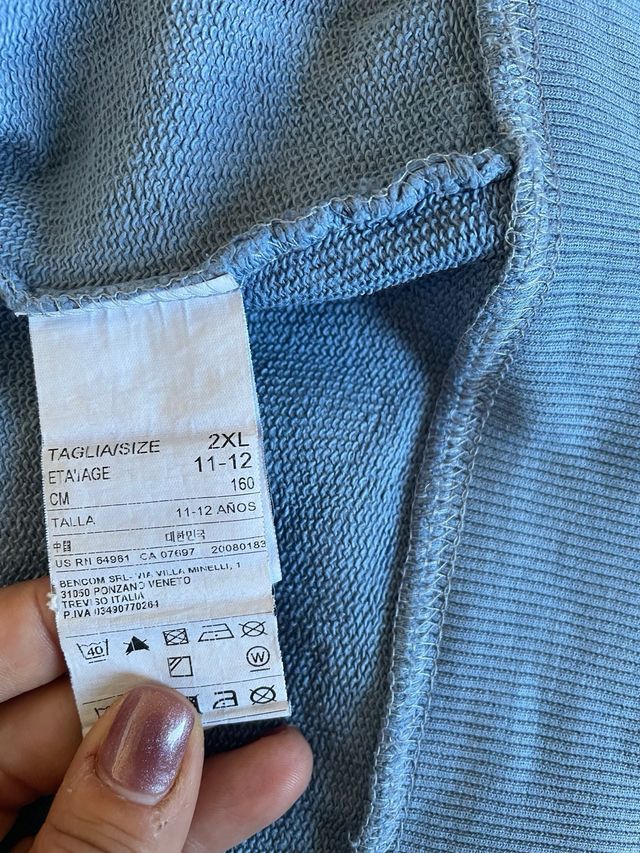 TAGLIA/SIZE 2XL
ETA'/AGE 11-12
CM 160
TALLA 11-12 AÑOS
中国 대한민국
US RN 64961 CA 07697 20080183
BENCOM SRL- VIA VILLA MINELLI, 1
31050 PONZANO VENETO
TREVISO ITALIA
P.IVA 03490770264
40
W